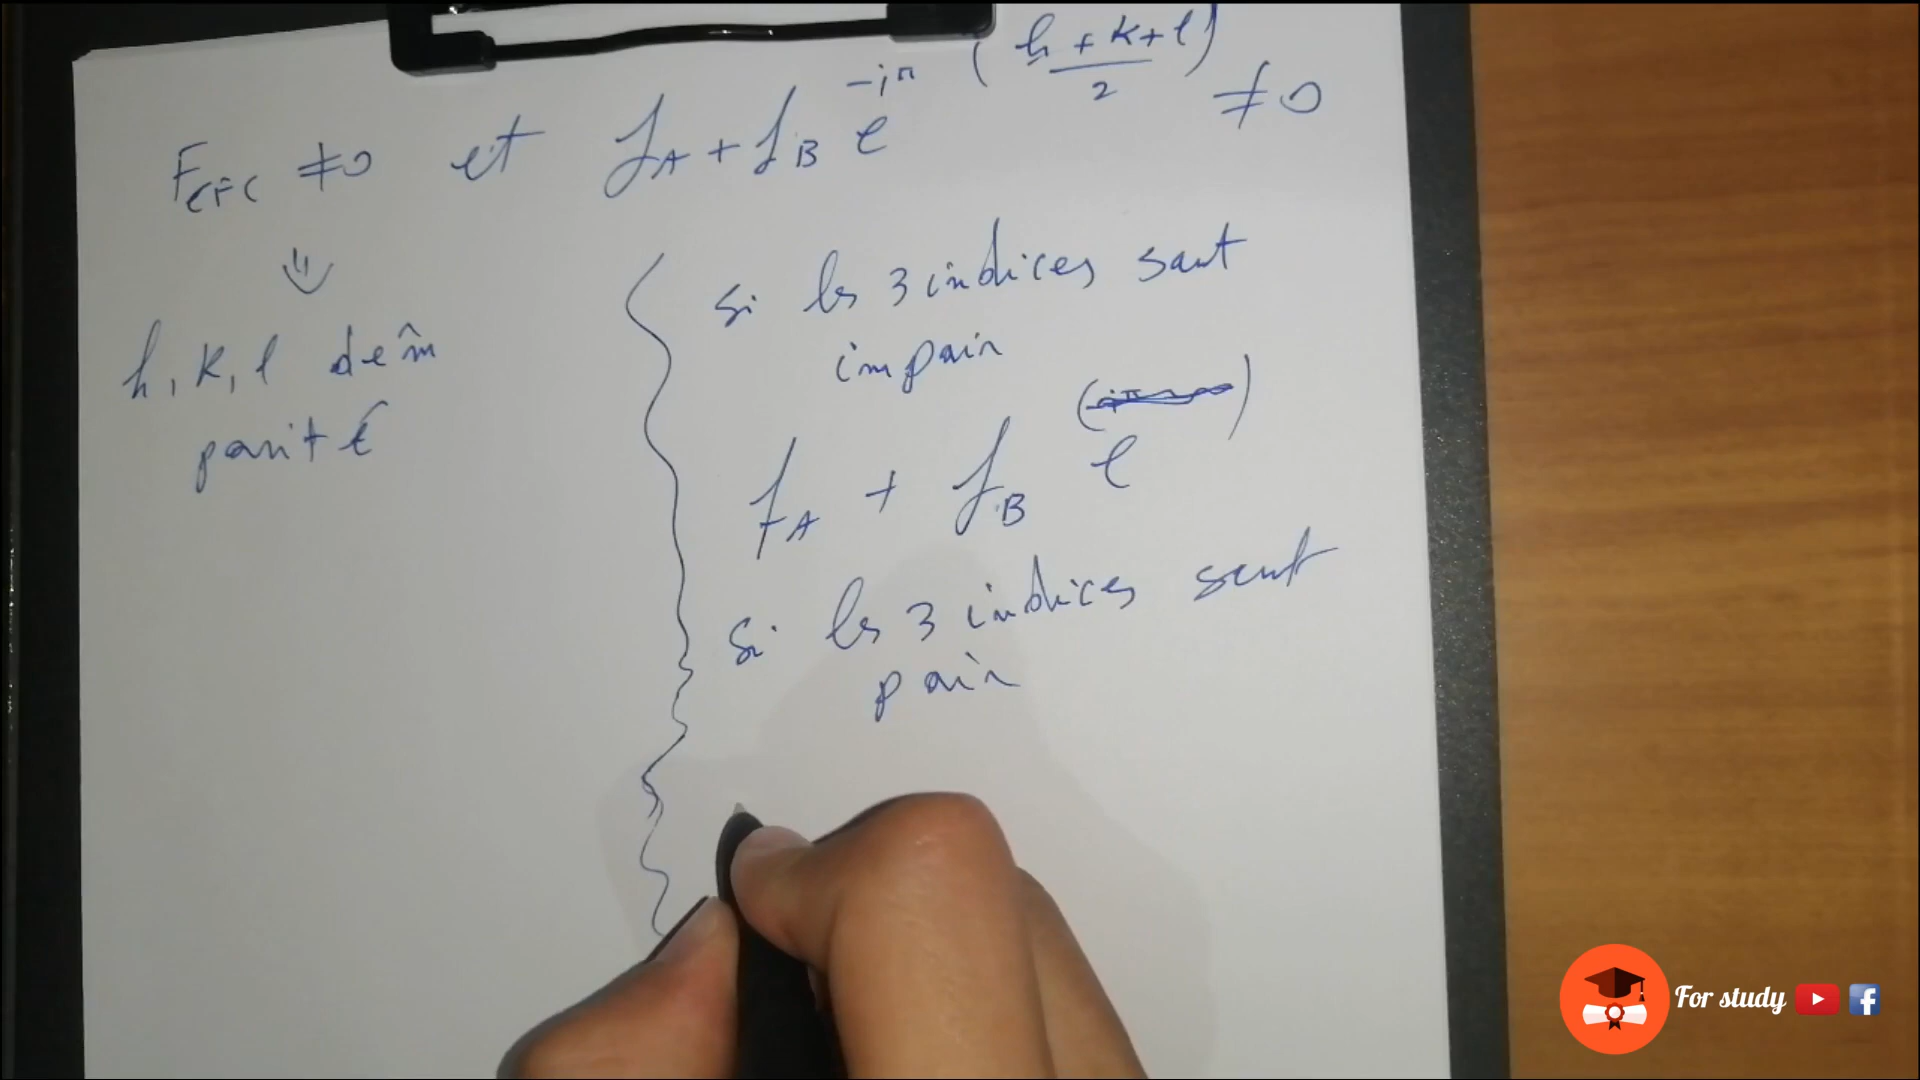 F_CFC ≠ 0 et f_A + f_B e^{-iπ (\frac{h+k+l}{2})} ≠ 0
h, k, l de m̂
parité
si les 3 indices sont
impair
f_A + f_B e
si les 3 indices sont
pair
For study